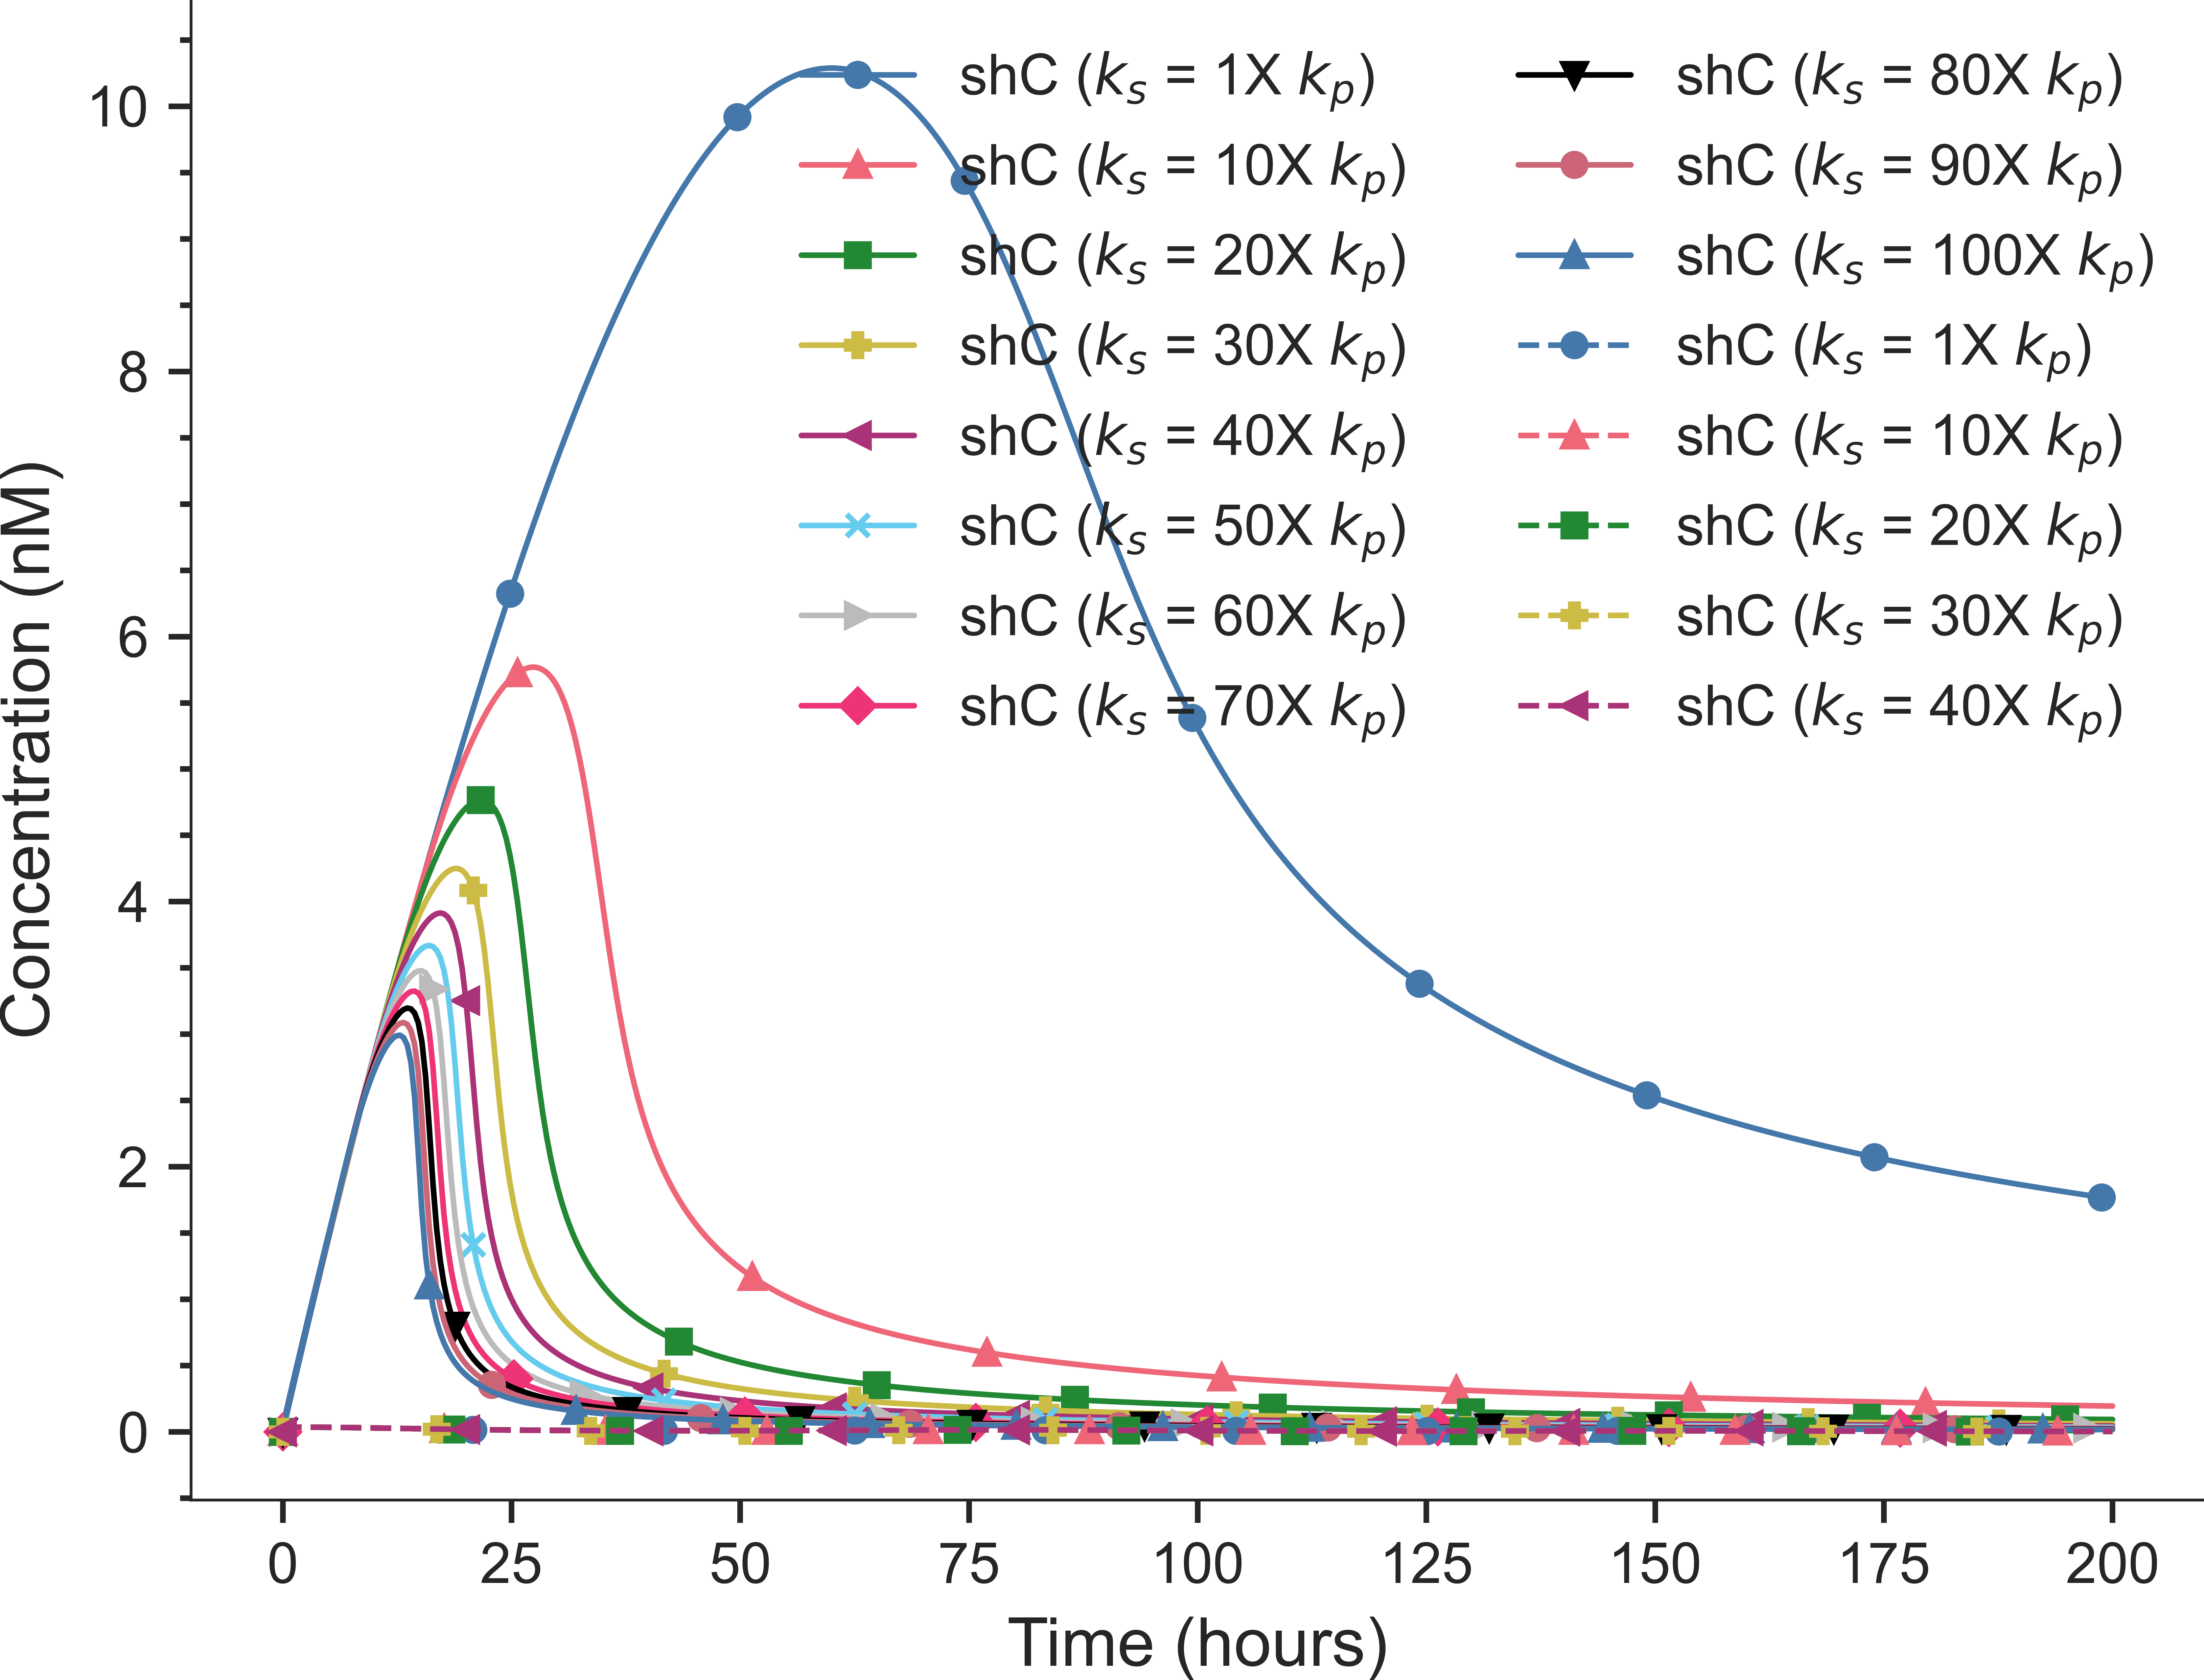 Concentration (nM)
10
8
6
4
2
0
shC (ks = 1X kp)
shC (ks = 10X kp)
shC (ks = 20X kp)
shC (ks = 30X kp)
shC (ks = 40X kp)
shC (ks = 50X kp)
shC (ks = 60X kp)
shC (ks = 70X kp)
shC (ks = 80X kp)
shC (ks = 90X kp)
shC (ks = 100X kp)
shC (ks = 1X kp)
shC (ks = 10X kp)
shC (ks = 20X kp)
shC (ks = 30X kp)
shC (ks = 40X kp)
0 25 50 75 100 125 150 175 200
Time (hours)